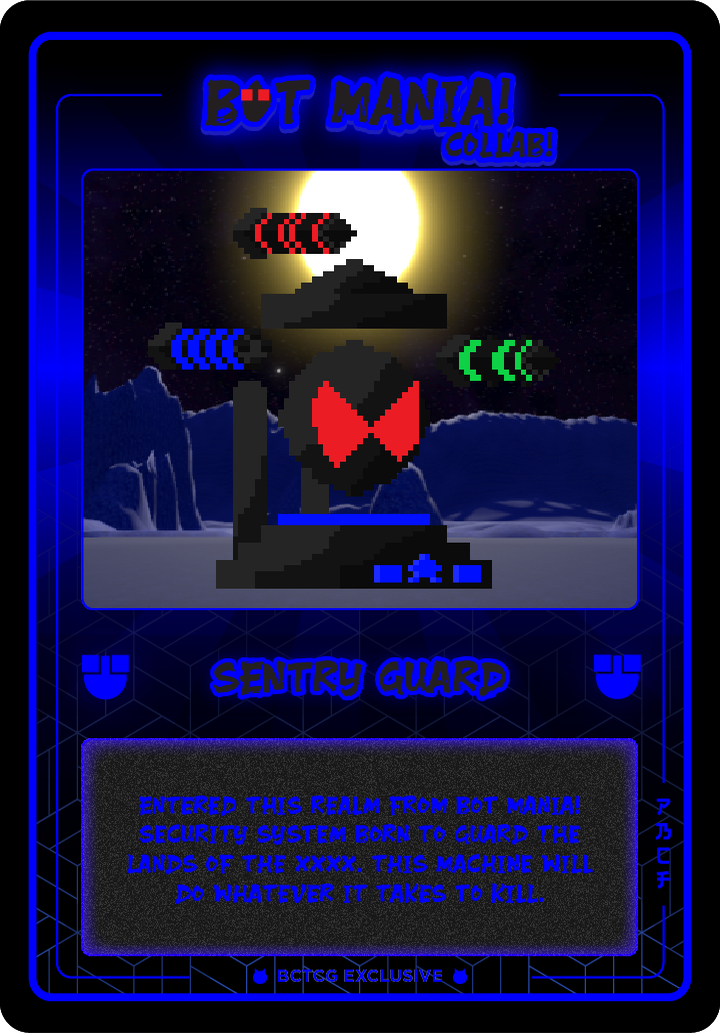 BOT MANIA!
COLLAB!
SENTRY GUARD
ENTERED THIS REALM FROM BOT MANIA!
SECURITY SYSTEM BORN TO GUARD THE
LANDS OF THE XXXX. THIS MACHINE WILL
DO WHATEVER IT TAKES TO KILL.
BCTCG EXCLUSIVE